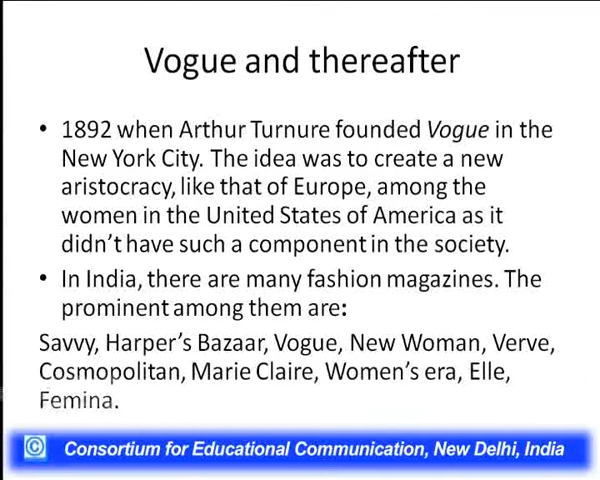 Vogue and thereafter
• 1892 when Arthur Turnure founded Vogue in the
New York City. The idea was to create a new
aristocracy, like that of Europe, among the
women in the United States of America as it
didn't have such a component in the society.
• In India, there are many fashion magazines. The
prominent among them are:
Savvy, Harper's Bazaar, Vogue, New Woman, Verve,
Cosmopolitan, Marie Claire, Women's era, Elle,
Femina.
© Consortium for Educational Communication, New Delhi, India